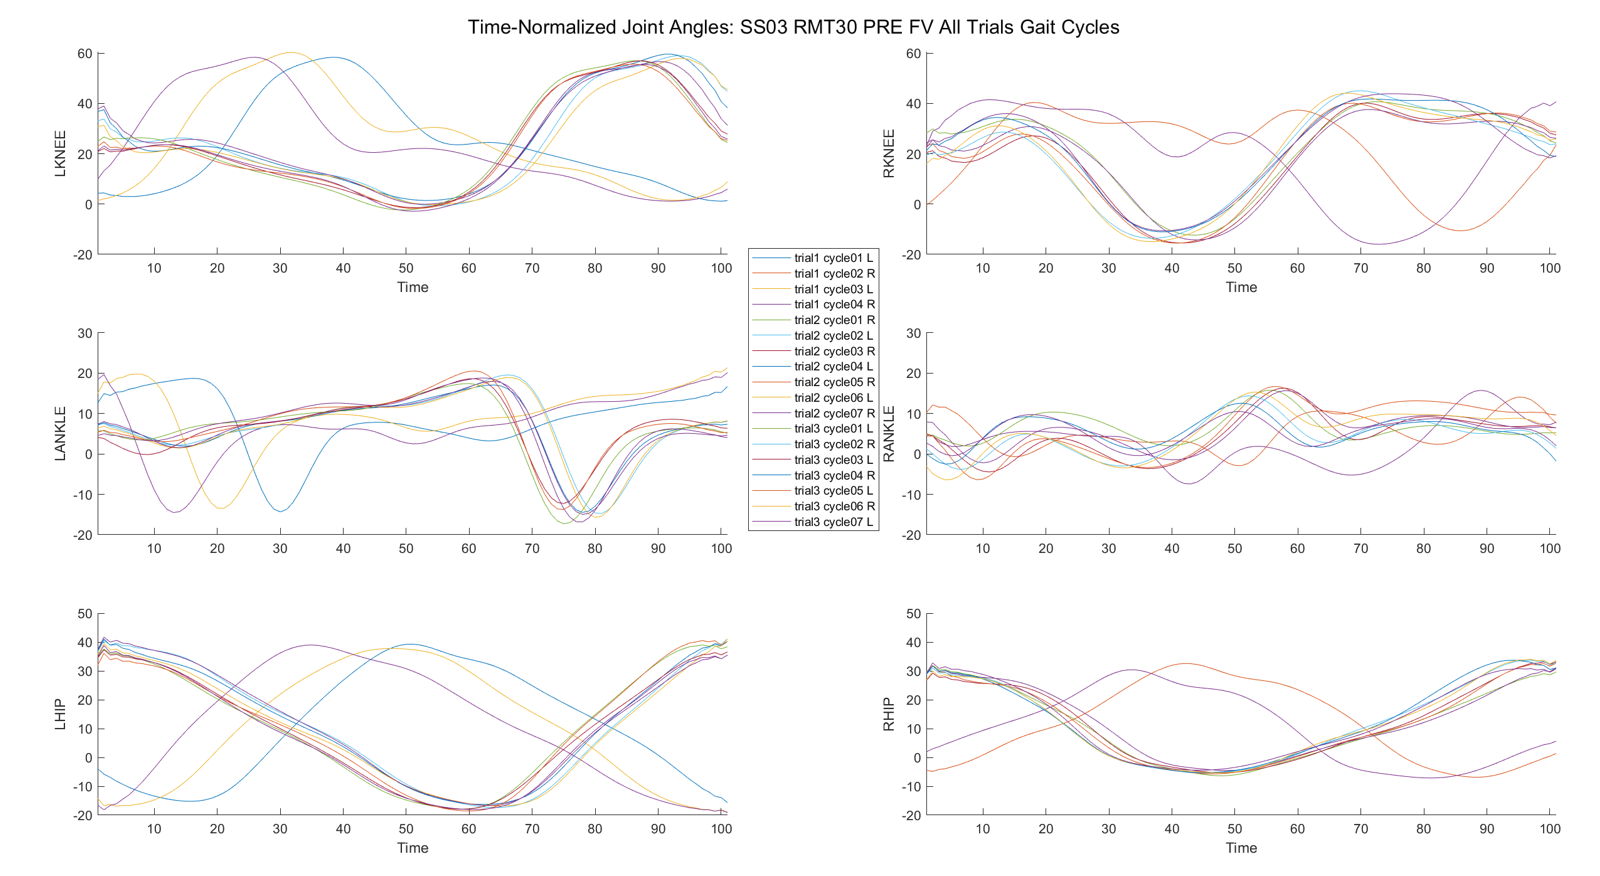 Time-Normalized Joint Angles: SS03 RMT30 PRE FV All Trials Gait Cycles
60
40
20
0
-20
LKNEE
10 20 30 40 50 60 70 80 90 100
Time
60
40
20
0
-20
RKNEE
10 20 30 40 50 60 70 80 90 100
Time
trial1 cycle01 L
trial1 cycle02 R
trial1 cycle03 L
trial1 cycle04 R
trial2 cycle01 R
trial2 cycle02 L
trial2 cycle03 R
trial2 cycle04 L
trial2 cycle05 R
trial2 cycle06 L
trial2 cycle07 R
trial3 cycle01 L
trial3 cycle02 R
trial3 cycle03 L
trial3 cycle04 R
trial3 cycle05 L
trial3 cycle06 R
trial3 cycle07 L
30
20
10
0
-10
-20
LANKLE
10 20 30 40 50 60 70 80 90 100
30
20
10
0
-10
-20
RANKLE
10 20 30 40 50 60 70 80 90 100
50
40
30
20
10
0
-10
-20
LHIP
10 20 30 40 50 60 70 80 90 100
Time
50
40
30
20
10
0
-10
-20
RHIP
10 20 30 40 50 60 70 80 90 100
Time